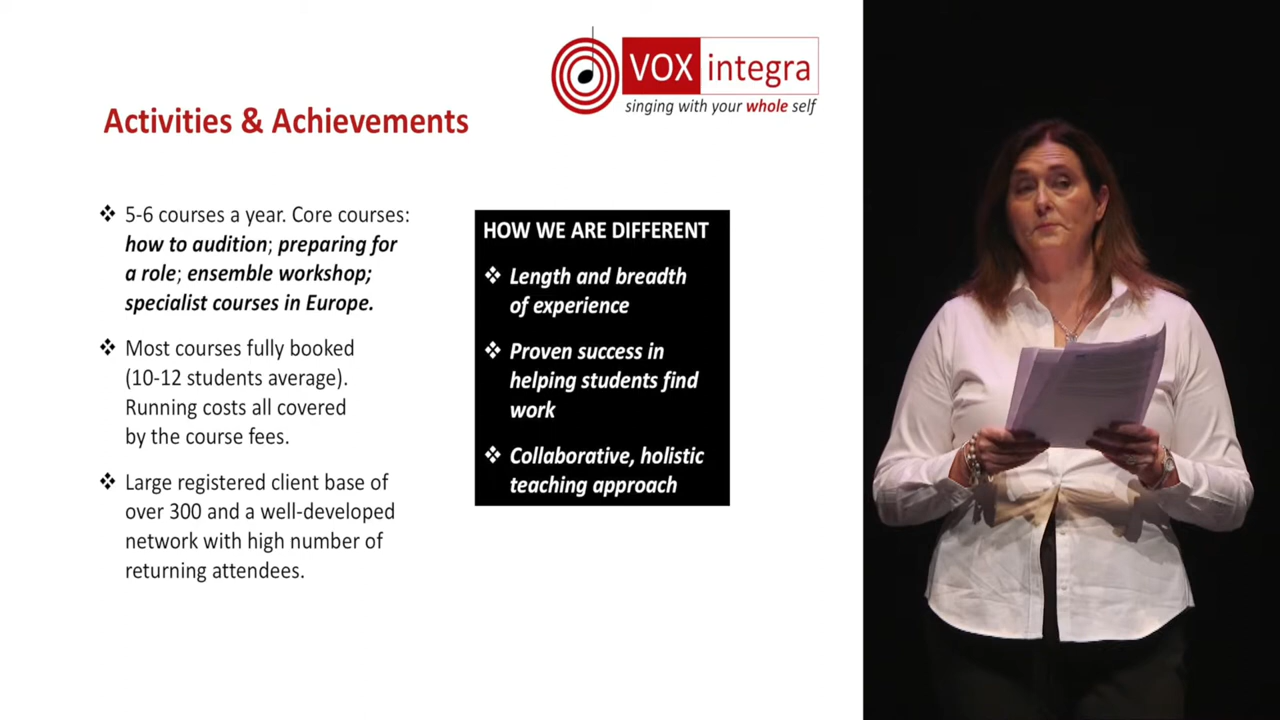 VOX integra
singing with your whole self
Activities & Achievements
❖ 5-6 courses a year. Core courses:
how to audition; preparing for
a role; ensemble workshop;
specialist courses in Europe.
❖ Most courses fully booked
(10-12 students average).
Running costs all covered
by the course fees.
❖ Large registered client base of
over 300 and a well-developed
network with high number of
returning attendees.
HOW WE ARE DIFFERENT
❖ Length and breadth
of experience
❖ Proven success in
helping students find
work
❖ Collaborative, holistic
teaching approach